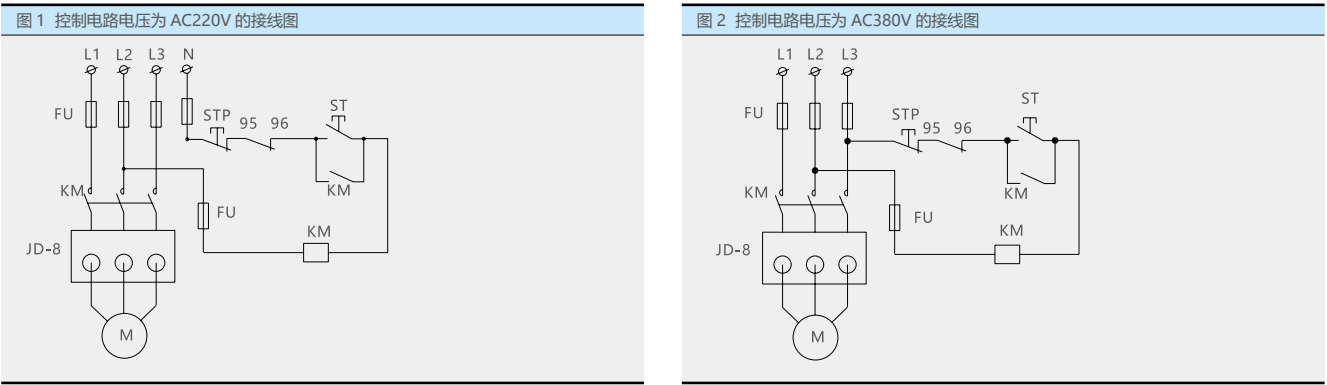 图 1 控制电路电压为 AC220V 的接线图
L1 L2 L3 N
FU
STP 95 96 ST
KM
KM
FU
KM
JD-8
M
图 2 控制电路电压为 AC380V 的接线图
L1 L2 L3
FU
STP 95 96 ST
KM
KM
FU
KM
JD-8
M